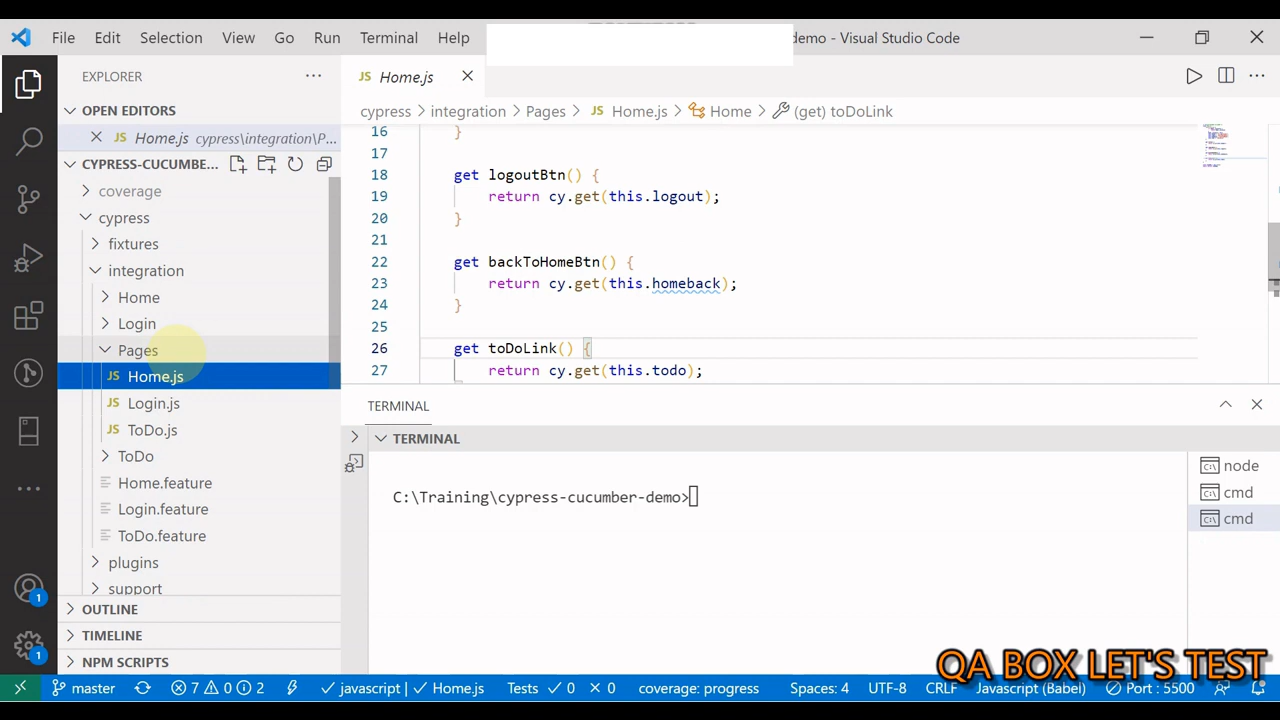 File Edit Selection View Go Run Terminal Help demo - Visual Studio Code
EXPLORER
OPEN EDITORS
JS Home.js cypress\integration\P...
CYPRESS-CUCUMBE...
coverage
cypress
fixtures
integration
Home
Login
Pages
JS Home.js
JS Login.js
JS ToDo.js
ToDo
Home.feature
Login.feature
ToDo.feature
plugins
support
OUTLINE
TIMELINE
NPM SCRIPTS
JS Home.js
cypress > integration > Pages > JS Home.js > Home > (get) toDoLink
16 }
17
18 get logoutBtn() {
19 return cy.get(this.logout);
20 }
21
22 get backToHomeBtn() {
23 return cy.get(this.homeback);
24 }
25
26 get toDoLink() {
27 return cy.get(this.todo);
TERMINAL
TERMINAL
C:\Training\cypress-cucumber-demo>
node
cmd
cmd
1
1
QA BOX LET'S TEST
master 7 0 2 javascript | Home.js Tests 0 0 coverage: progress Spaces: 4 UTF-8 CRLF Javascript (Babel) Port : 5500